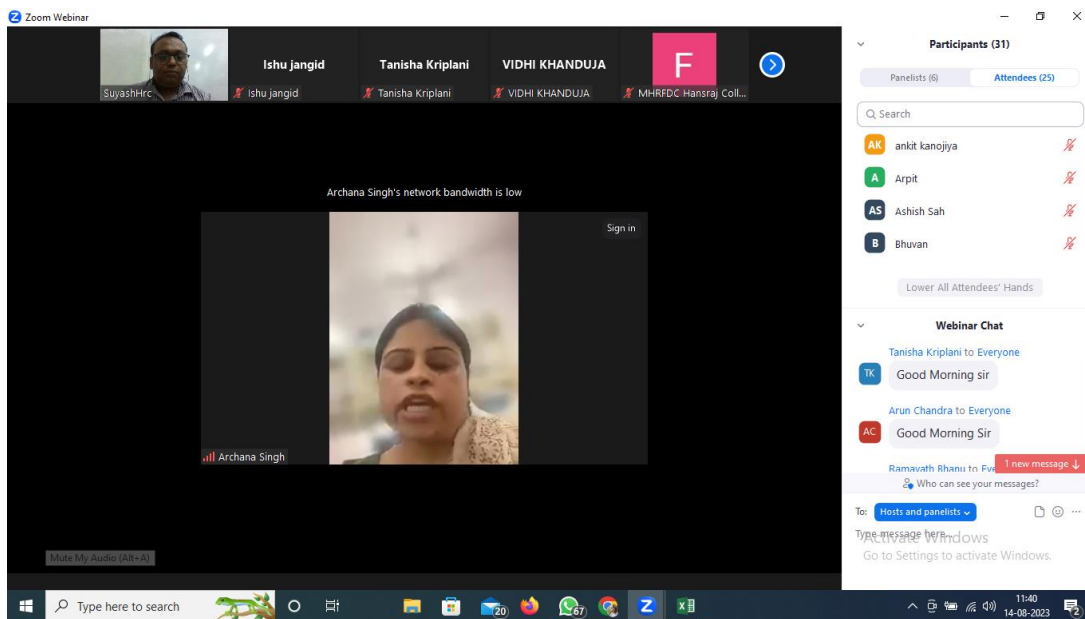 Zoom Webinar
SuyashHrc
Ishu jangid
Ishu jangid
Tanisha Kriplani
Tanisha Kriplani
VIDHI KHANDUJA
VIDHI KHANDUJA
F
MHRFDC Hansraj Coll...
Archana Singh's network bandwidth is low
Sign in
Archana Singh
Mute My Audio (Alt+A)
Participants (31)
Panelists (6)
Attendees (25)
Search
AK ankit kanojiya
A Arpit
AS Ashish Sah
B Bhuvan
Lower All Attendees' Hands
Webinar Chat
Tanisha Kriplani to Everyone
TK Good Morning sir
Arun Chandra to Everyone
AC Good Morning Sir
Ramavath Bhanu to Eve
1 new message
Who can see your messages?
To: Hosts and panelists
Type message here...
Activate Windows
Go to Settings to activate Windows.
Type here to search
20
67
11:40
14-08-2023
2